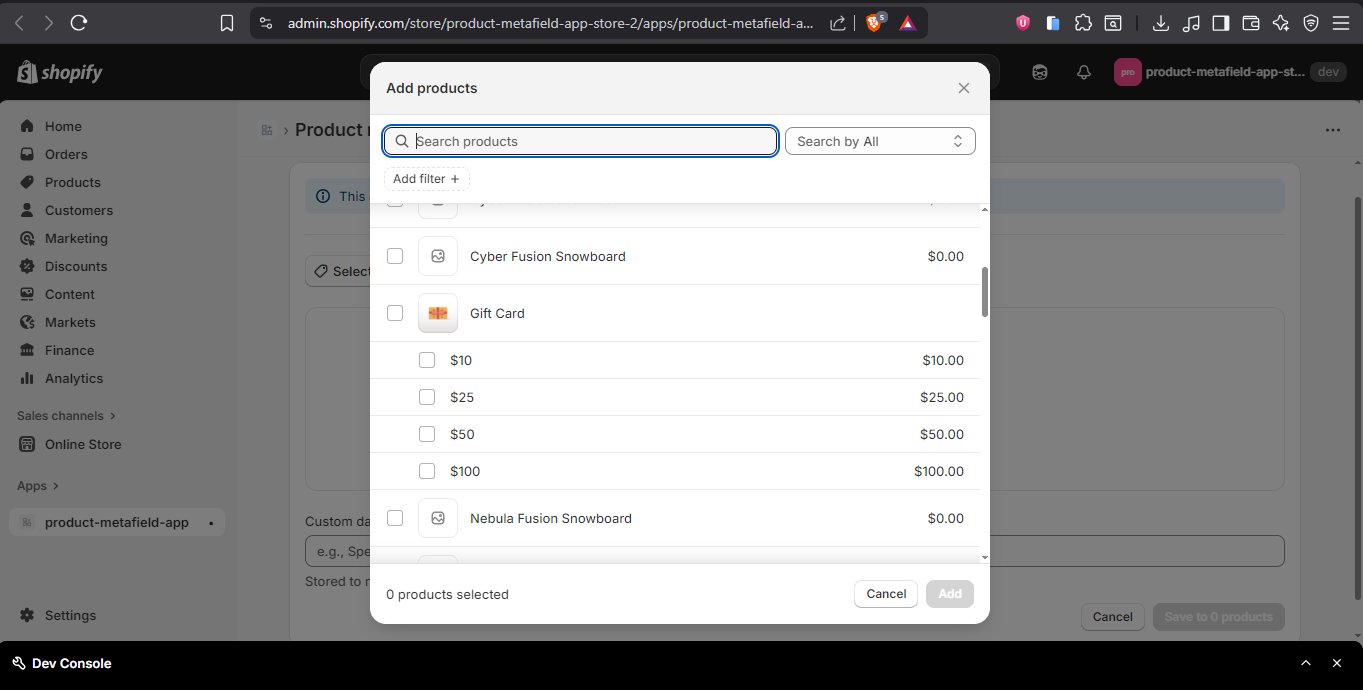 admin.shopify.com/store/product-metafield-app-store-2/apps/product-metafield-a...
5
shopify
pro product-metafield-app-st... dev
Add products
Home
Orders
Products
Customers
Marketing
Discounts
Content
Markets
Finance
Analytics
Sales channels
Online Store
Apps
product-metafield-app
Settings
Product
This
Select
Custom da
e.g., Spe
Stored to
Search products
Search by All
Add filter +
Cyber Fusion Snowboard $0.00
Gift Card
$10 $10.00
$25 $25.00
$50 $50.00
$100 $100.00
Nebula Fusion Snowboard $0.00
0 products selected
Cancel Add
Cancel Save to 0 products
Dev Console